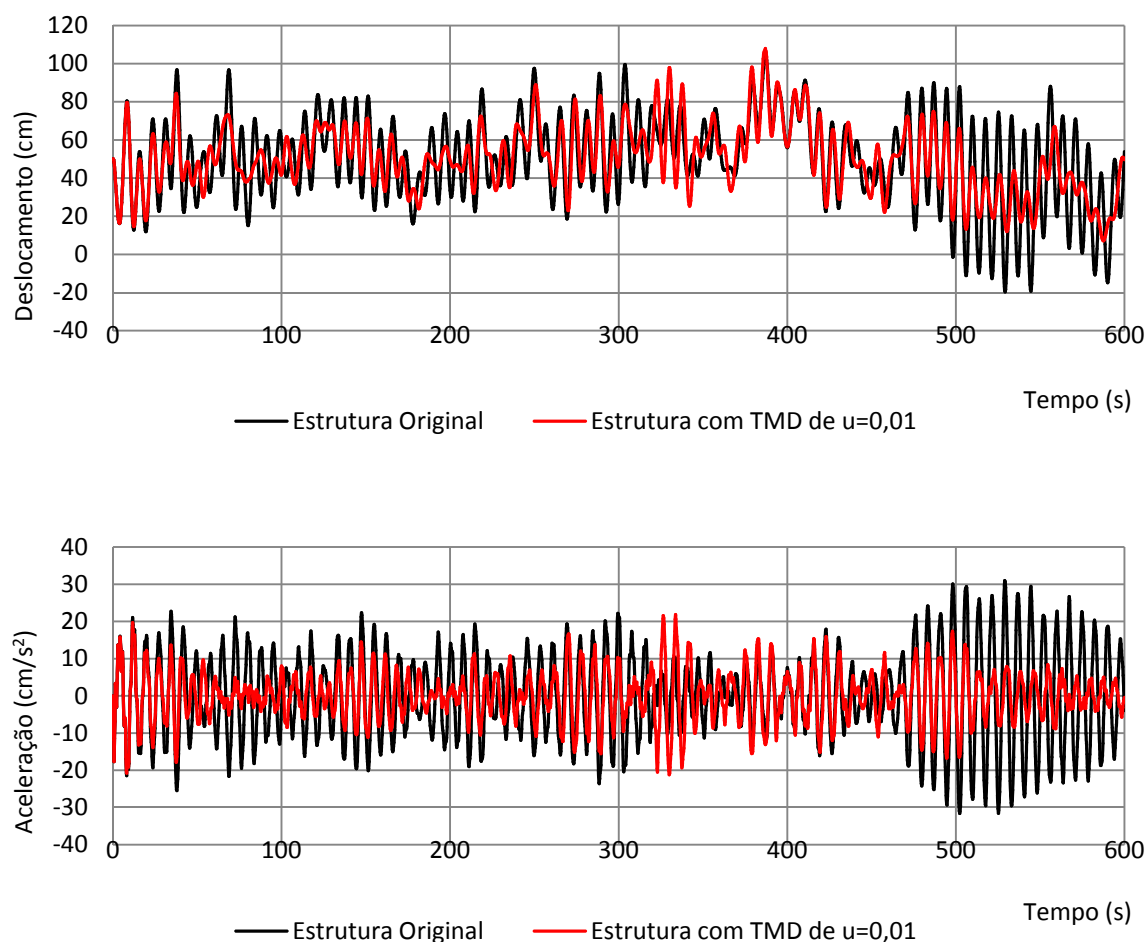 120
100
80
60
40
20
0
-20
-40
Deslocamento (cm)
0 100 200 300 400 500 600
Tempo (s)
Estrutura Original Estrutura com TMD de u=0,01
40
30
20
10
0
-10
-20
-30
-40
Aceleração (cm/s²)
0 100 200 300 400 500 600
Tempo (s)
Estrutura Original Estrutura com TMD de u=0,01